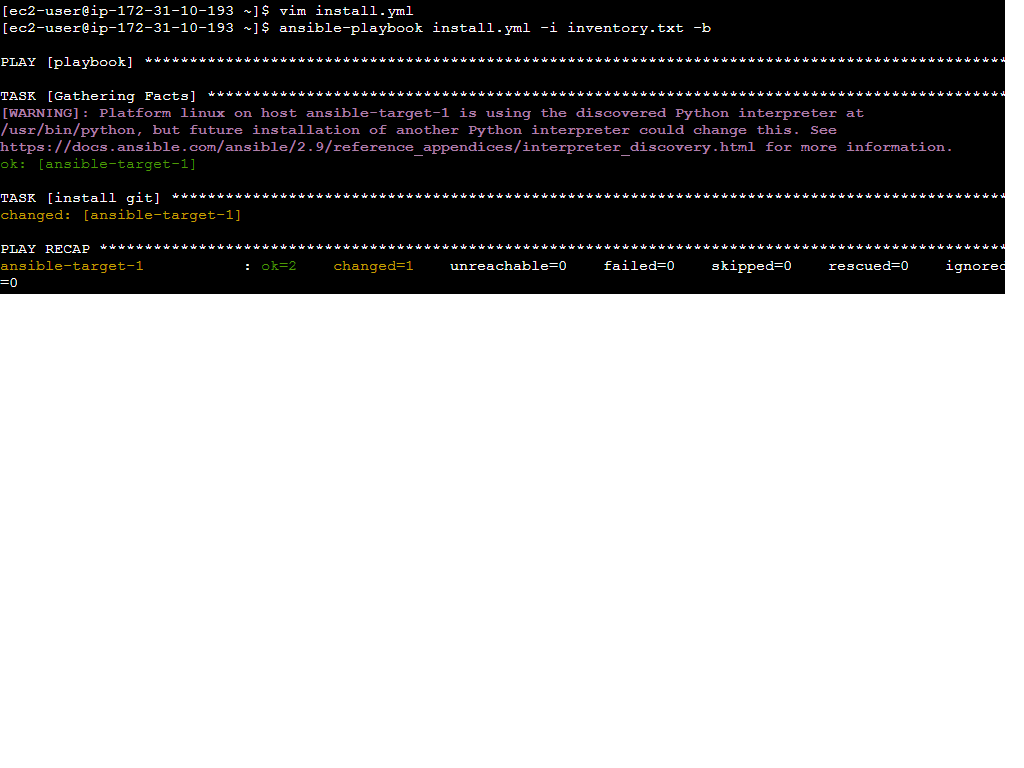 [ec2-user@ip-172-31-10-193 ~]$ vim install.yml
[ec2-user@ip-172-31-10-193 ~]$ ansible-playbook install.yml -i inventory.txt -b
PLAY [playbook] ************************************************************************************************
TASK [Gathering Facts] *****************************************************************************************
[WARNING]: Platform linux on host ansible-target-1 is using the discovered Python interpreter at
/usr/bin/python, but future installation of another Python interpreter could change this. See
https://docs.ansible.com/ansible/2.9/reference_appendices/interpreter_discovery.html for more information.
ok: [ansible-target-1]
TASK [install git] *********************************************************************************************
changed: [ansible-target-1]
PLAY RECAP *****************************************************************************************************
ansible-target-1 : ok=2 changed=1 unreachable=0 failed=0 skipped=0 rescued=0 ignored
=0